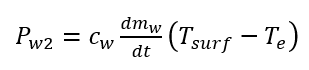 P_{w2} = c_w \frac{dm_w}{dt} (T_{surf} − T_e)